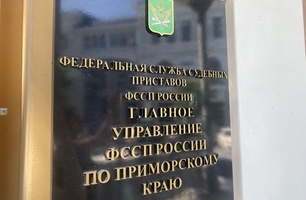 ФЕДЕРАЛЬНАЯ СЛУЖБА СУДЕБНЫХ
ПРИСТАВОВ
ФССП РОССИИ
ГЛАВНОЕ
УПРАВЛЕНИЕ
ФССП РОССИИ
ПО ПРИМОРСКОМУ
КРАЮ